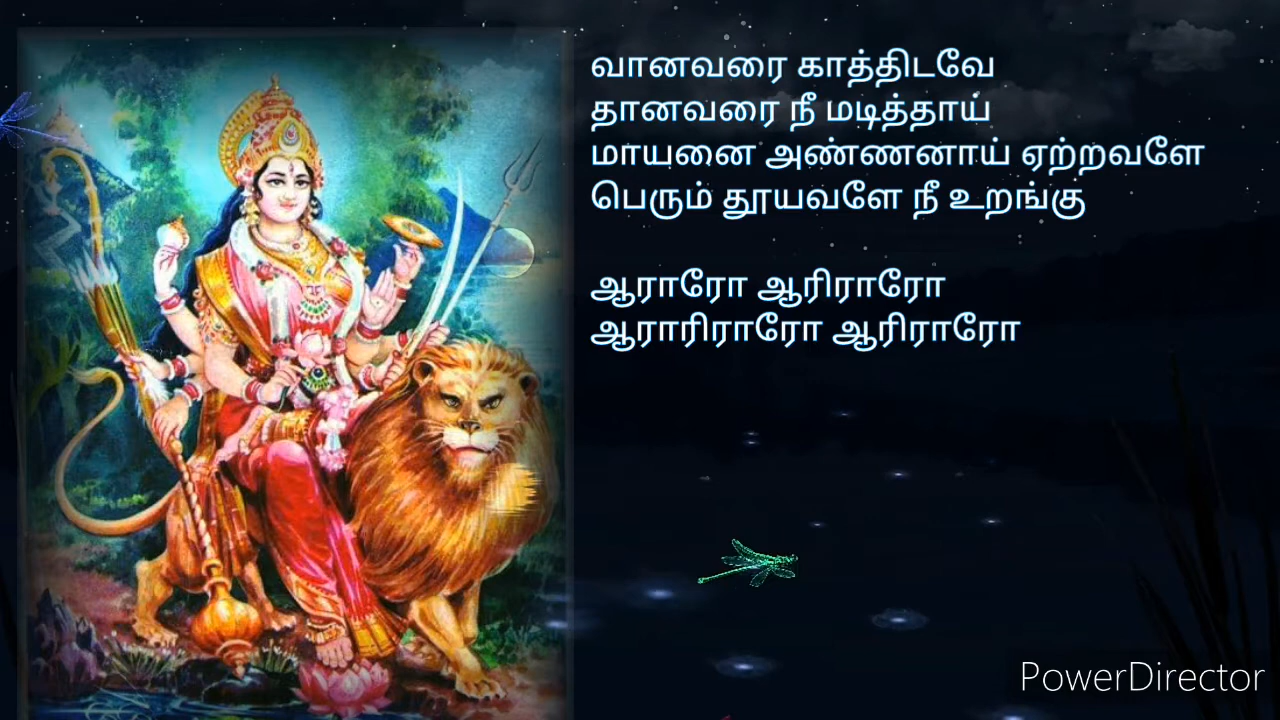 வானவரை காத்திடவே
தானவரை நீ மடித்தாய்
மாயனை அண்ணனாய் ஏற்றவளே
பெரும் தூயவளே நீ உறங்கு
ஆராரோ ஆரிராரோ
ஆராரிராரோ ஆரிராரோ
PowerDirector